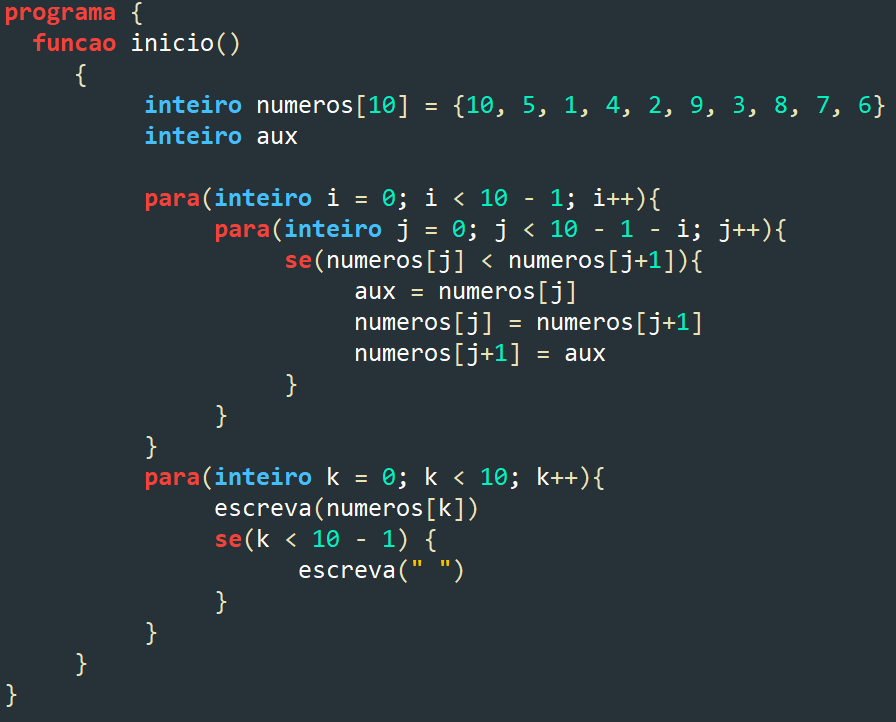 programa {
funcao inicio()
{
inteiro numeros[10] = {10, 5, 1, 4, 2, 9, 3, 8, 7, 6}
inteiro aux
para(inteiro i = 0; i < 10 - 1; i++){
para(inteiro j = 0; j < 10 - 1 - i; j++){
se(numeros[j] < numeros[j+1]){
aux = numeros[j]
numeros[j] = numeros[j+1]
numeros[j+1] = aux
}
}
}
para(inteiro k = 0; k < 10; k++){
escreva(numeros[k])
se(k < 10 - 1) {
escreva(" ")
}
}
}
}